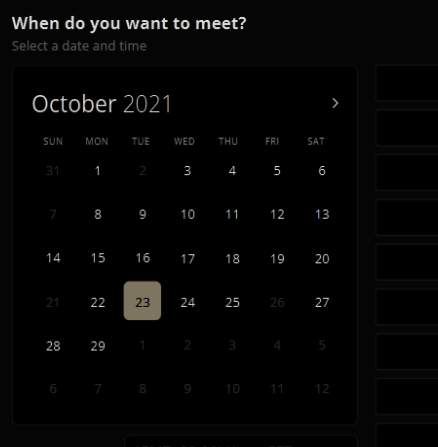 When do you want to meet?
Select a date and time
October 2021
SUN MON TUE WED THU FRI SAT
31 1 2 3 4 5 6
7 8 9 10 11 12 13
14 15 16 17 18 19 20
21 22 23 24 25 26 27
28 29 1 2 3 4 5
6 7 8 9 10 11 12